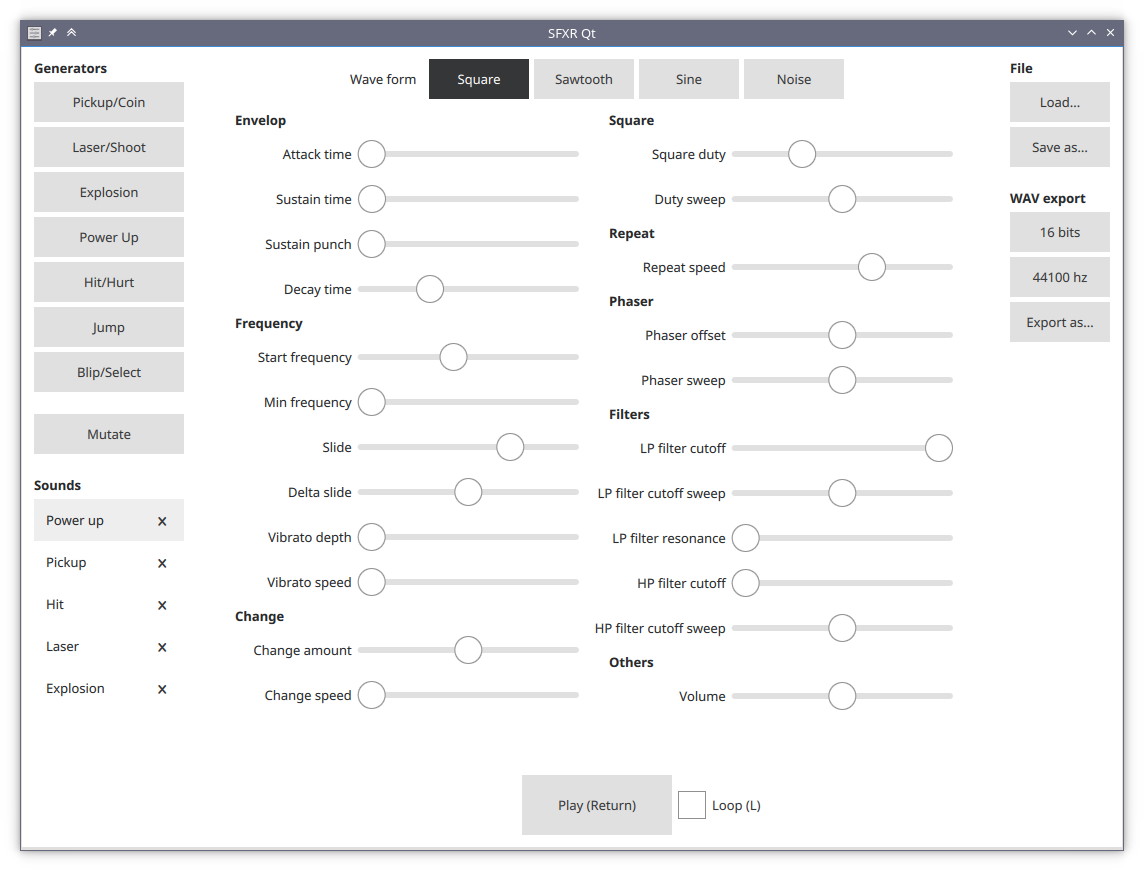 SFXR Qt
Generators
Pickup/Coin
Laser/Shoot
Explosion
Power Up
Hit/Hurt
Jump
Blip/Select
Mutate
Sounds
Power up x
Pickup x
Hit x
Laser x
Explosion x
Wave form Square Sawtooth Sine Noise
Envelop
Attack time
Sustain time
Sustain punch
Decay time
Frequency
Start frequency
Min frequency
Slide
Delta slide
Vibrato depth
Vibrato speed
Change
Change amount
Change speed
Square
Square duty
Duty sweep
Repeat
Repeat speed
Phaser
Phaser offset
Phaser sweep
Filters
LP filter cutoff
LP filter cutoff sweep
LP filter resonance
HP filter cutoff
HP filter cutoff sweep
Others
Volume
Play (Return) Loop (L)
File
Load...
Save as...
WAV export
16 bits
44100 hz
Export as...